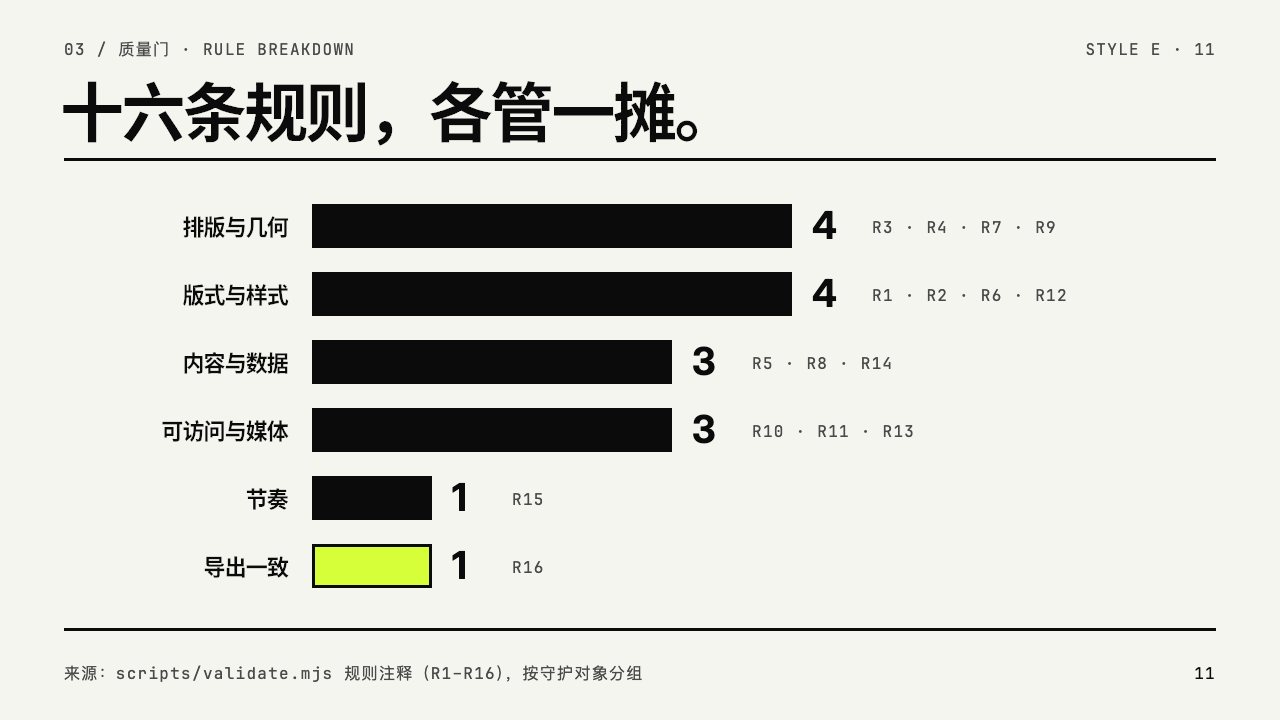 03 / 质量门 · RULE BREAKDOWN
STYLE E · 11
十六条规则，各管一摊。
排版与几何 4 R3 · R4 · R7 · R9
版式与样式 4 R1 · R2 · R6 · R12
内容与数据 3 R5 · R8 · R14
可访问与媒体 3 R10 · R11 · R13
节奏 1 R15
导出一致 1 R16
来源：scripts/validate.mjs 规则注释（R1–R16），按守护对象分组
11